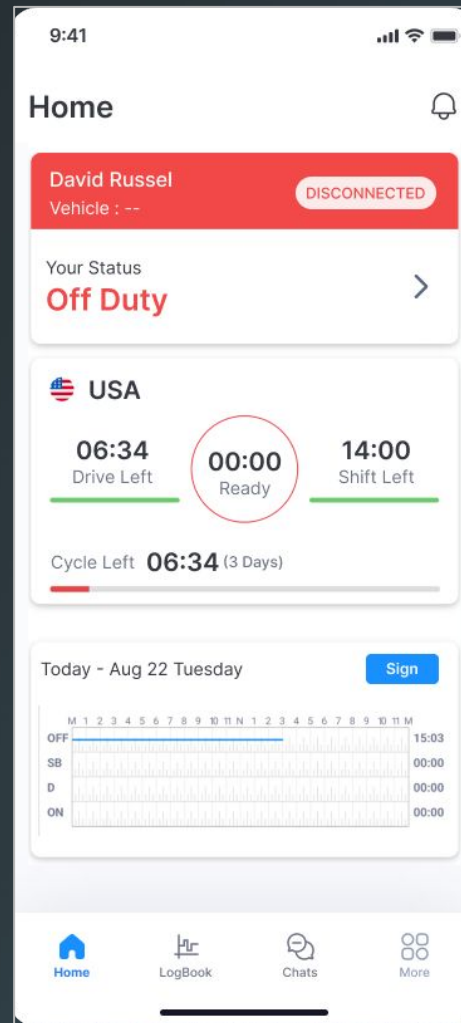 9:41
Home
David Russel
Vehicle : --
DISCONNECTED
Your Status
Off Duty
USA
06:34
Drive Left
00:00
Ready
14:00
Shift Left
Cycle Left 06:34 (3 Days)
Today - Aug 22 Tuesday
Sign
M 1 2 3 4 5 6 7 8 9 10 11 N 1 2 3 4 5 6 7 8 9 10 11 M
OFF 15:03
SB 00:00
D 00:00
ON 00:00
Home LogBook Chats More